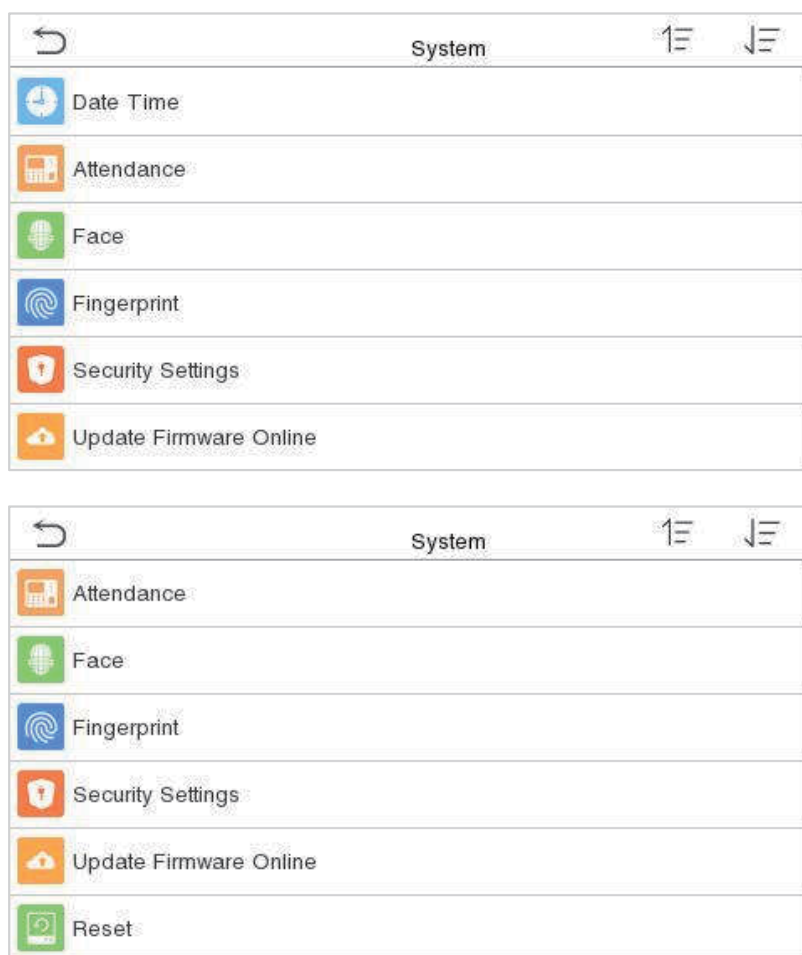 System
Date Time
Attendance
Face
Fingerprint
Security Settings
Update Firmware Online
System
Attendance
Face
Fingerprint
Security Settings
Update Firmware Online
Reset